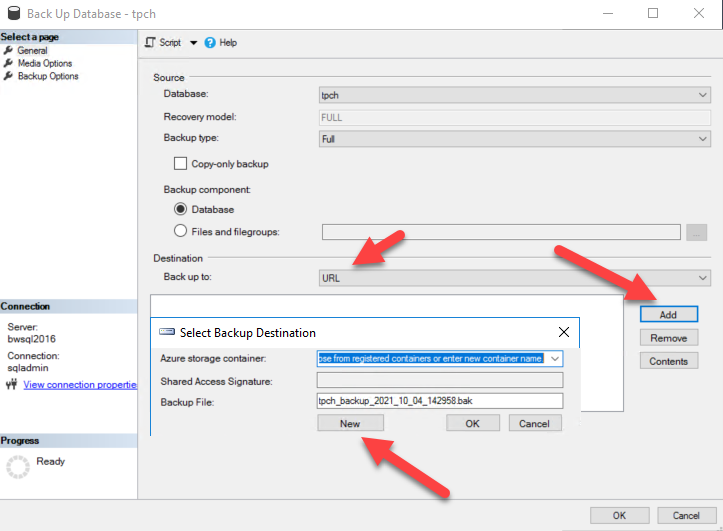 Back Up Database - tpch
Select a page
General
Media Options
Backup Options
Script Help
Source
Database: tpch
Recovery model: FULL
Backup type: Full
Copy-only backup
Backup component:
Database
Files and filegroups: ...
Destination
Back up to: URL
Add
Remove
Contents
Select Backup Destination
Azure storage container: ose from registered containers or enter new container name.
Shared Access Signature:
Backup File: tpch_backup_2021_10_04_142958.bak
New OK Cancel
Connection
Server:
bwsql2016
Connection:
sqladmin
View connection propertie
Progress
Ready
OK Cancel